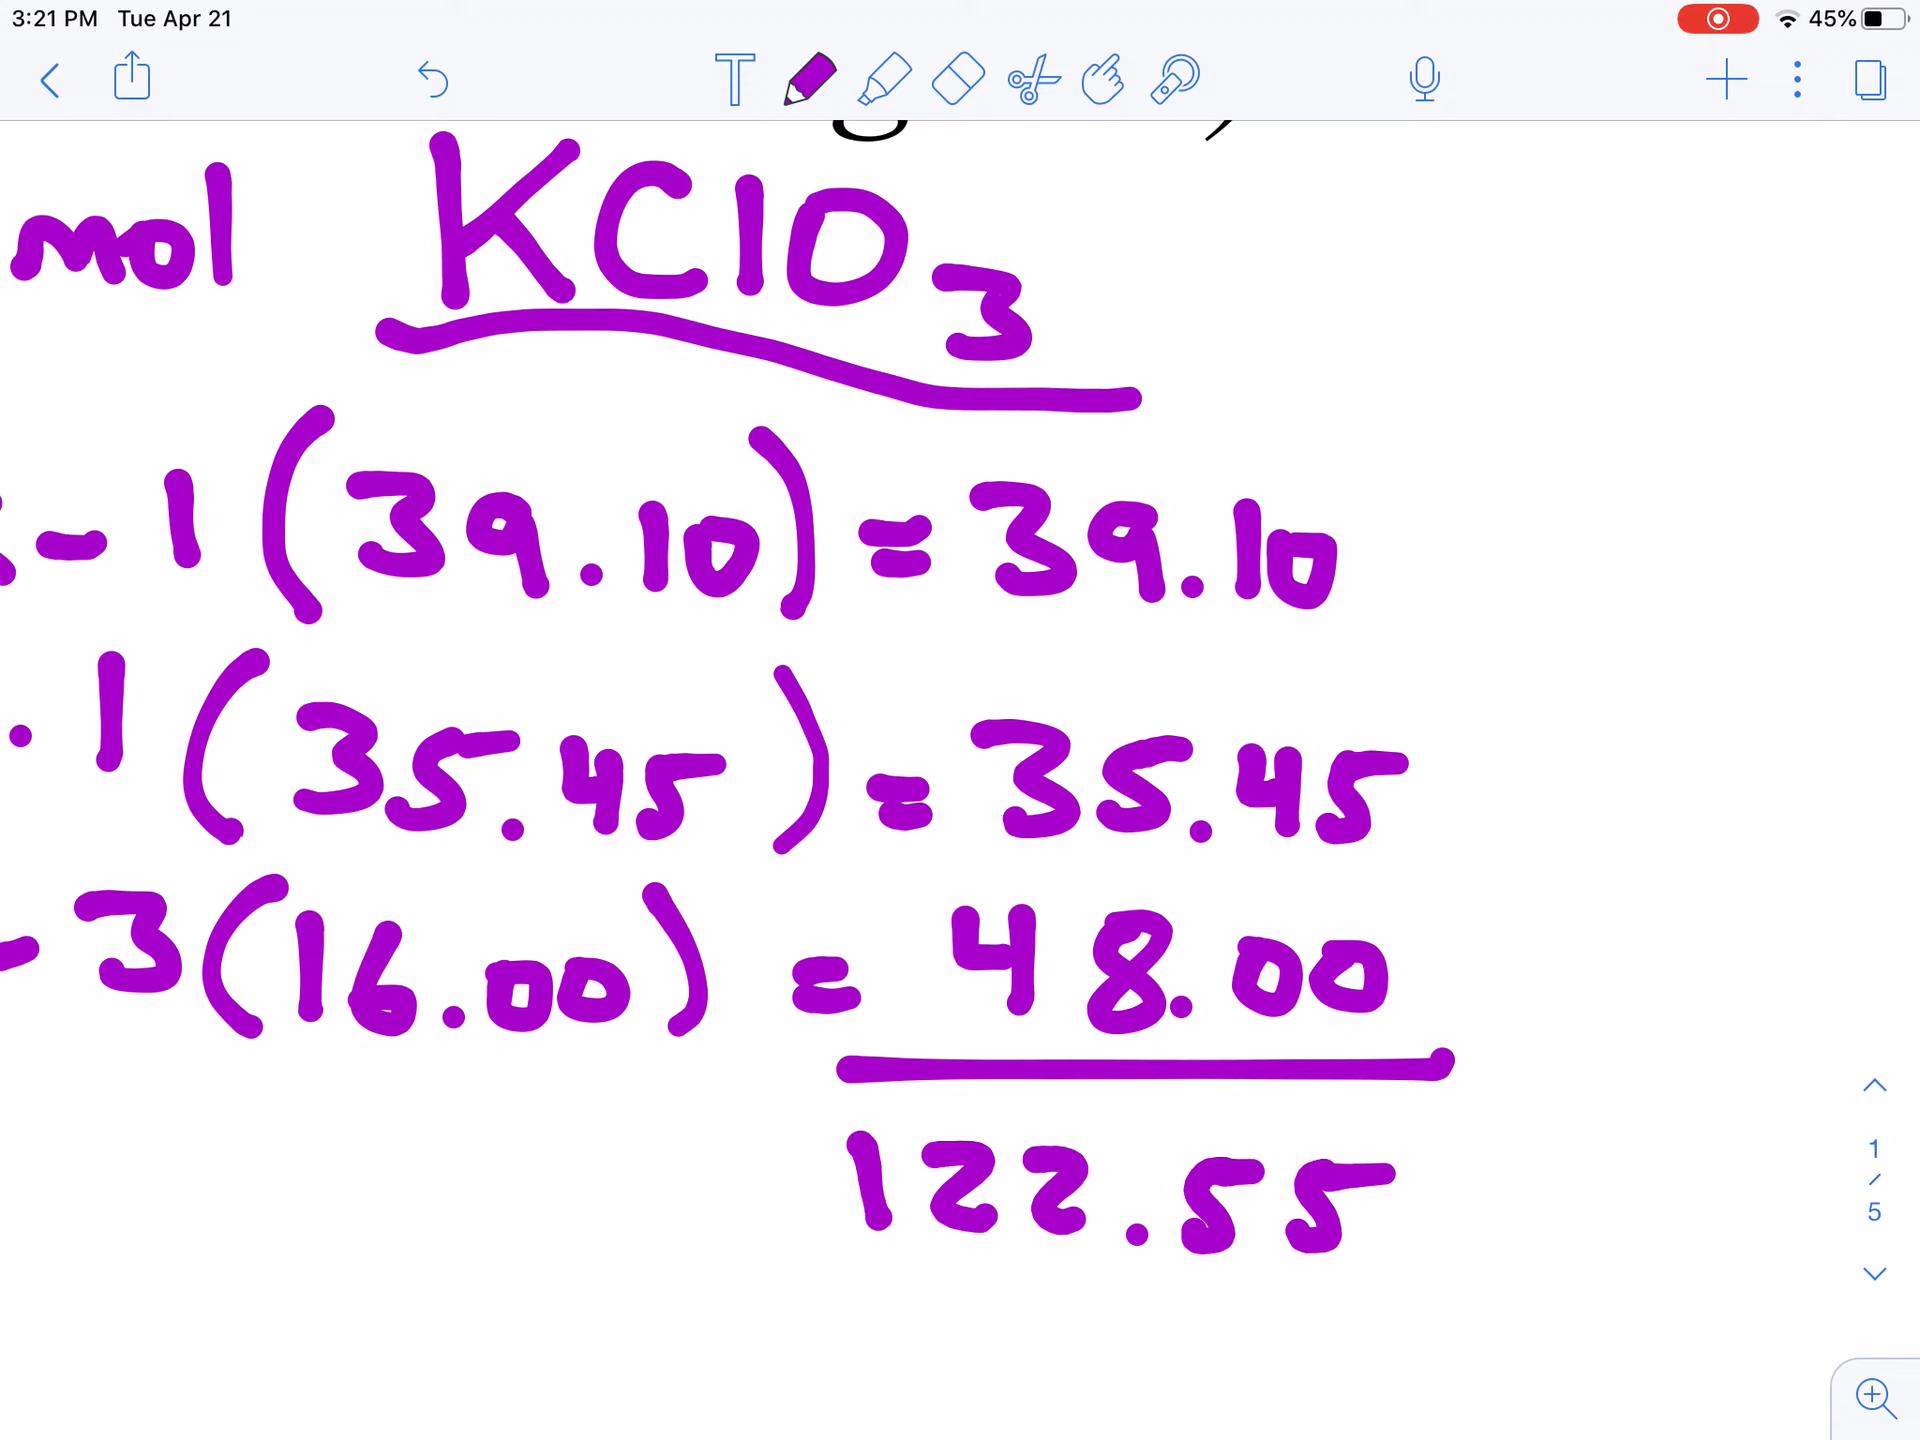 3:21 PM Tue Apr 21
45%
T
mol KClO3
- 1 (39.10) = 39.10
. 1 (35.45) = 35.45
- 3(16.00) = 48.00
122.55
1
/
5